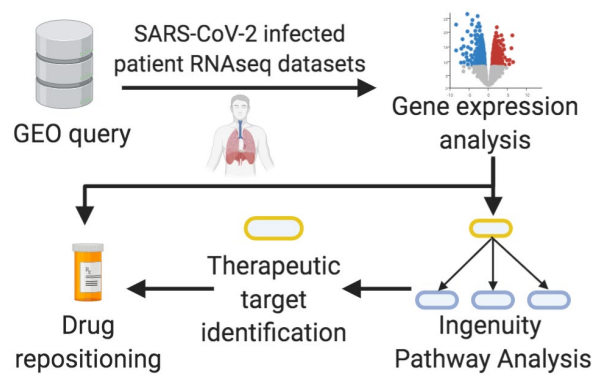 SARS-CoV-2 infected
patient RNAseq datasets
GEO query
Gene expression
analysis
Therapeutic
target
identification
Drug
repositioning
Ingenuity
Pathway Analysis